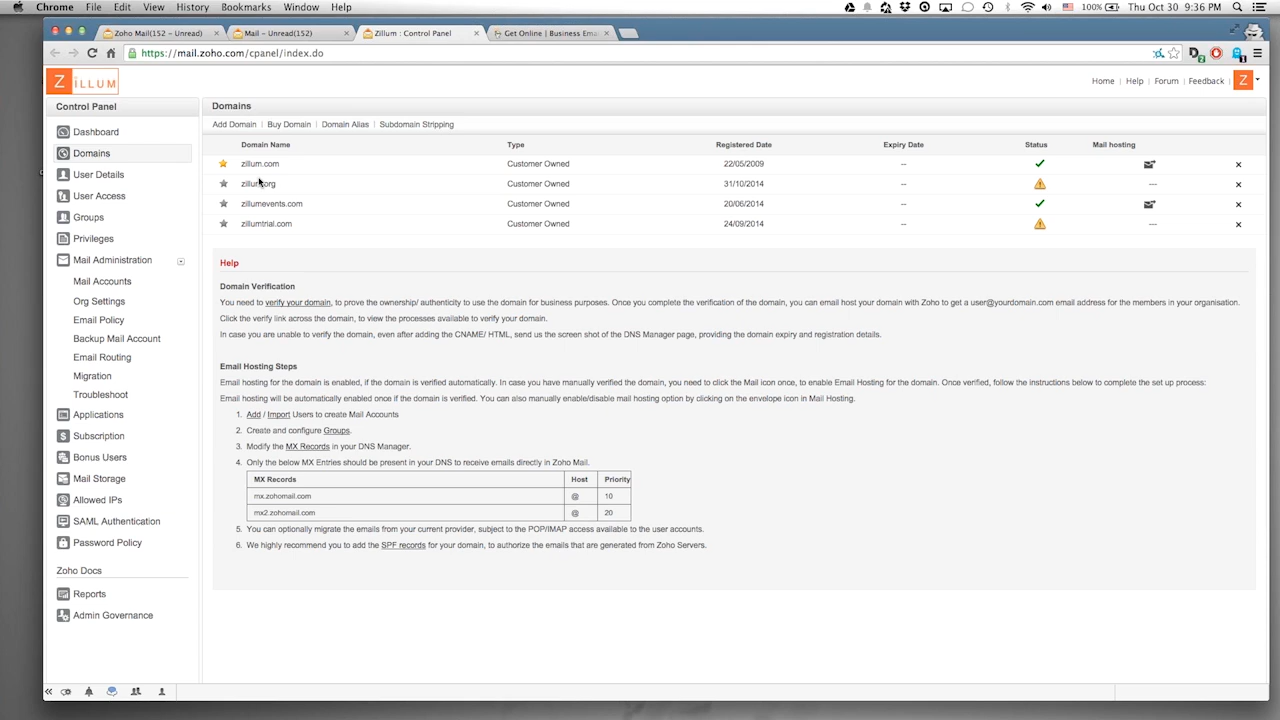 Chrome File Edit View History Bookmarks Window Help 100% Thu Oct 30 9:36 PM
Zoho Mail(152 – Unread) Mail – Unread(152) Zillum : Control Panel Get Online | Business Ema
https://mail.zoho.com/cpanel/index.do
Z ILLUM Home Help Forum Feedback Z
Control Panel
Dashboard
Domains
User Details
User Access
Groups
Privileges
Mail Administration
Mail Accounts
Org Settings
Email Policy
Backup Mail Account
Email Routing
Migration
Troubleshoot
Applications
Subscription
Bonus Users
Mail Storage
Allowed IPs
SAML Authentication
Password Policy
Zoho Docs
Reports
Admin Governance
Domains
Add Domain | Buy Domain | Domain Alias | Subdomain Stripping
Domain Name Type Registered Date Expiry Date Status Mail hosting
zillum.com Customer Owned 22/05/2009 --
zillum.org Customer Owned 31/10/2014 -- ---
zillumevents.com Customer Owned 20/06/2014 --
zillumtrial.com Customer Owned 24/09/2014 -- ---
Help
Domain Verification
You need to verify your domain, to prove the ownership/ authenticity to use the domain for business purposes. Once you complete the verification of the domain, you can email host your domain with Zoho to get a user@yourdomain.com email address for the members in your organisation.
Click the verify link across the domain, to view the processes available to verify your domain.
In case you are unable to verify the domain, even after adding the CNAME/ HTML, send us the screen shot of the DNS Manager page, providing the domain expiry and registration details.
Email Hosting Steps
Email hosting for the domain is enabled, if the domain is verified automatically. In case you have manually verified the domain, you need to click the Mail icon once, to enable Email Hosting for the domain. Once verified, follow the instructions below to complete the set up process:
Email hosting will be automatically enabled once if the domain is verified. You can also manually enable/disable mail hosting option by clicking on the envelope icon in Mail Hosting.
1. Add / Import Users to create Mail Accounts
2. Create and configure Groups.
3. Modify the MX Records in your DNS Manager.
4. Only the below MX Entries should be present in your DNS to receive emails directly in Zoho Mail.
MX Records Host Priority
mx.zohomail.com @ 10
mx2.zohomail.com @ 20
5. You can optionally migrate the emails from your current provider, subject to the POP/IMAP access available to the user accounts.
6. We highly recommend you to add the SPF records for your domain, to authorize the emails that are generated from Zoho Servers.